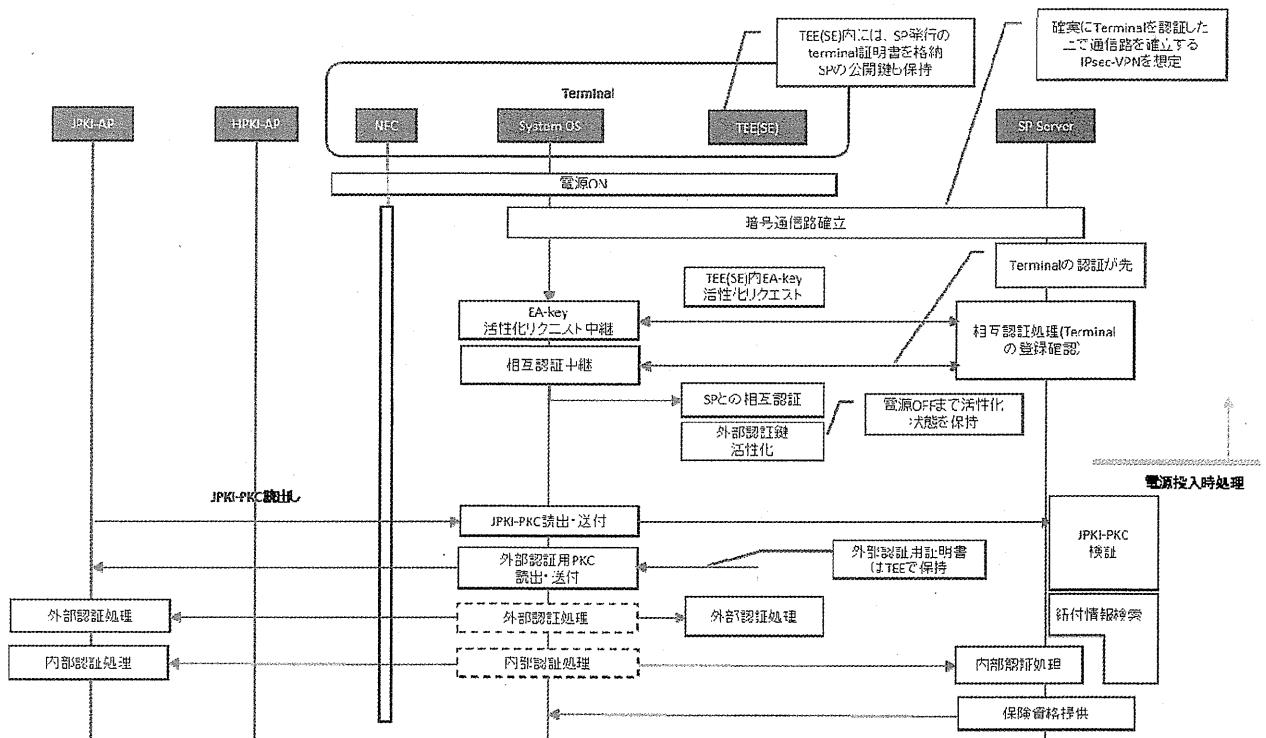 TEE(SE)内には、SP発行の
terminal証明書を格納
SPの公開鍵も保持
確実にTerminalを認証した
上で通信路を確立する
IPsec-VPNを想定
Terminal
JPKI-AP
HPKI-AP
NFC
System OS
TEE(SE)
SP Server
電源ON
暗号通信路確立
Terminalの認証が先
TEE(SE)内EA-key
活性化リクエスト
EA-key
活性化リクエスト中継
相互認証処理(Terminal
の登録確認)
相互認証中継
SPとの相互認証
電源OFFまで活性化
状態を保持
外部認証鍵
活性化
電源投入時処理
JPKI-PKC読出し
JPKI-PKC読出・送付
JPKI-PKC
検証
外部認証用PKC
読出・送付
外部認証用証明書
はTEEで保持
外部認証処理
外部認証処理
外部認証処理
紐付情報検索
内部認証処理
内部認証処理
内部認証処理
保険資格提供